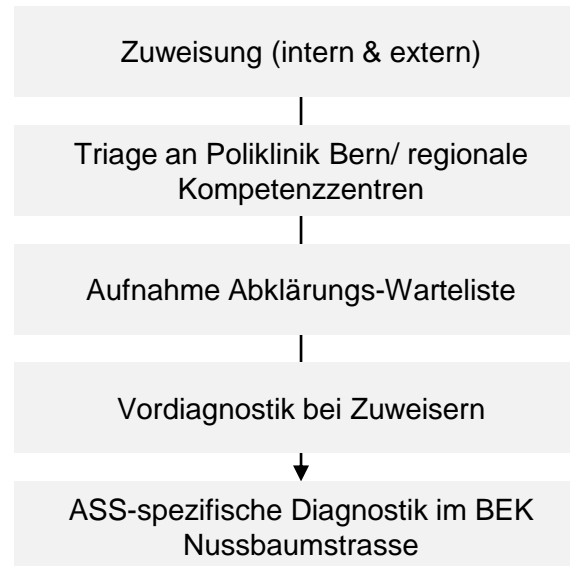 Zuweisung (intern & extern)
Triage an Poliklinik Bern/ regionale
Kompetenzzentren
Aufnahme Abklärungs-Warteliste
Vordiagnostik bei Zuweisern
ASS-spezifische Diagnostik im BEK
Nussbaumstrasse